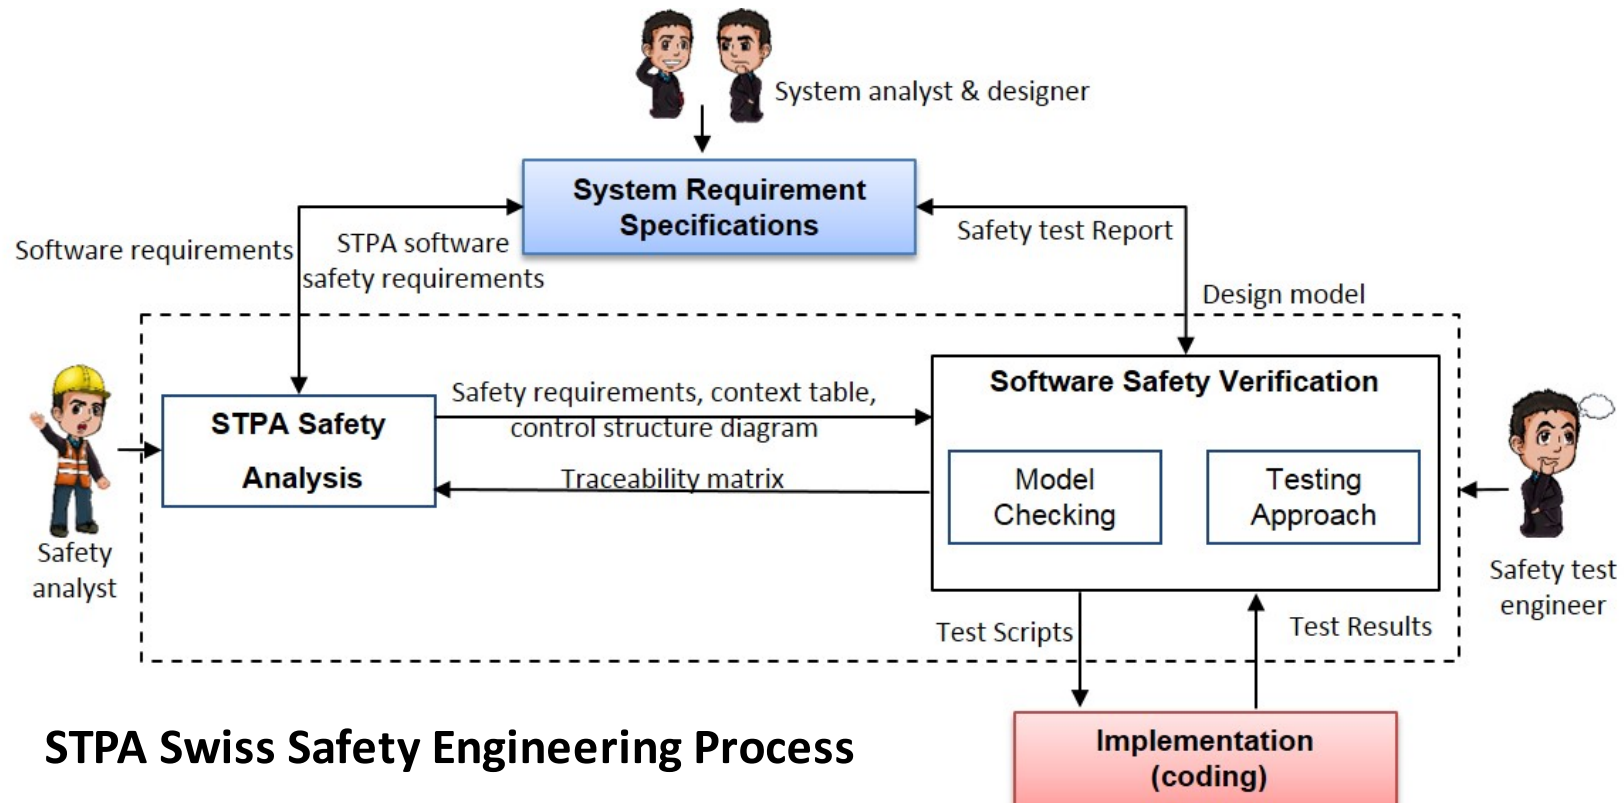 System analyst & designer
System Requirement
Specifications
Software requirements
STPA software
safety requirements
Safety test Report
Design model
Safety requirements, context table,
control structure diagram
Traceability matrix
STPA Safety
Analysis
Software Safety Verification
Model
Checking
Testing
Approach
Safety
analyst
Safety test
engineer
Test Scripts
Test Results
STPA Swiss Safety Engineering Process
Implementation
(coding)